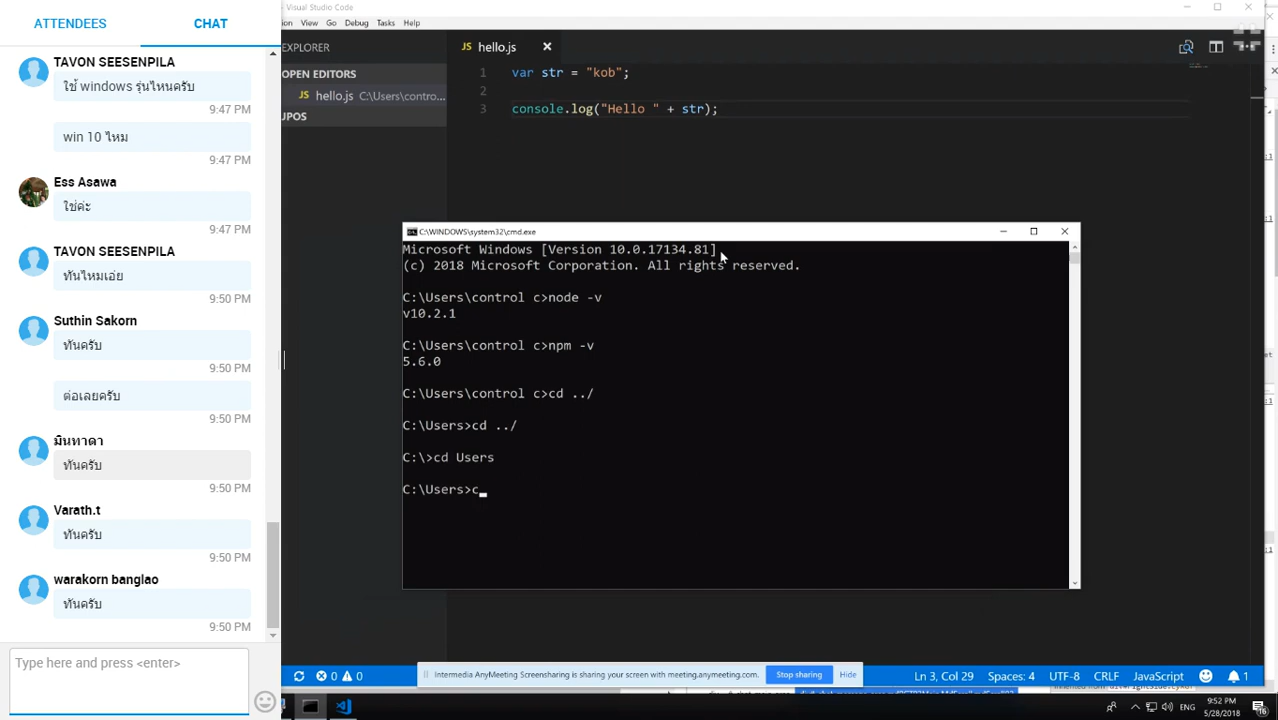 ATTENDEES
CHAT
TAVON SEESENPILA
ใช้ windows รุ่นไหนครับ
9:47 PM
win 10 ไหม
9:47 PM
Ess Asawa
ใช่ค่ะ
9:47 PM
TAVON SEESENPILA
ทันไหมเอ่ย
9:50 PM
Suthin Sakorn
ทันครับ
9:50 PM
ต่อเลยครับ
9:50 PM
มินทาดา
ทันครับ
9:50 PM
Varath.t
ทันครับ
9:50 PM
warakorn banglao
ทันครับ
9:50 PM
Type here and press <enter>
Visual Studio Code
View Go Debug Tasks Help
EXPLORER
OPEN EDITORS
JS hello.js C:\Users\contro...
UPOS
JS hello.js
1 var str = "kob";
2
3 console.log("Hello " + str);
C:\WINDOWS\system32\cmd.exe
Microsoft Windows [Version 10.0.17134.81]
(c) 2018 Microsoft Corporation. All rights reserved.
C:\Users\control c>node -v
v10.2.1
C:\Users\control c>npm -v
5.6.0
C:\Users\control c>cd ../
C:\Users>cd ../
C:\>cd Users
C:\Users>c
0 0
Intermedia AnyMeeting Screensharing is sharing your screen with meeting.anymeeting.com.
Stop sharing
Hide
Ln 3, Col 29 Spaces: 4 UTF-8 CRLF JavaScript 1
ENG
9:52 PM
5/28/2018